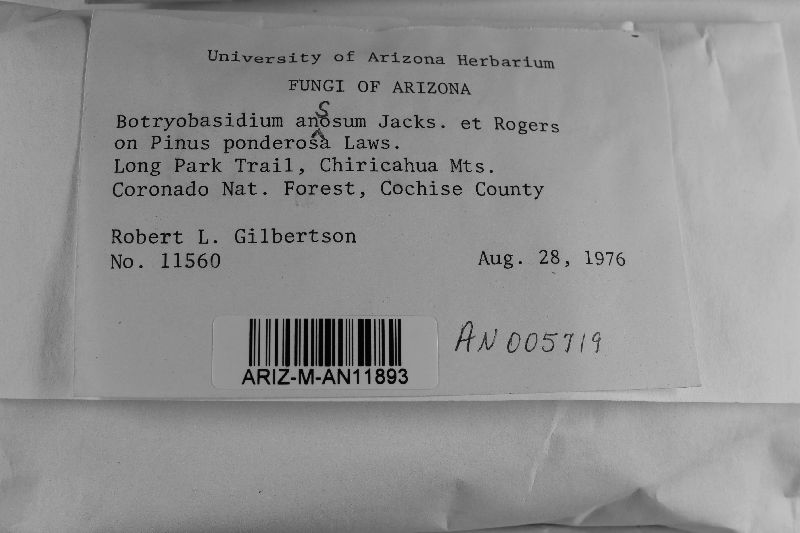 University of Arizona Herbarium
FUNGI OF ARIZONA
Botryobasidium ansosum Jacks. et Rogers
on Pinus ponderosa Laws.
Long Park Trail, Chiricahua Mts.
Coronado Nat. Forest, Cochise County
Robert L. Gilbertson
No. 11560
Aug. 28, 1976
ARIZ-M-AN11893
AN 005719